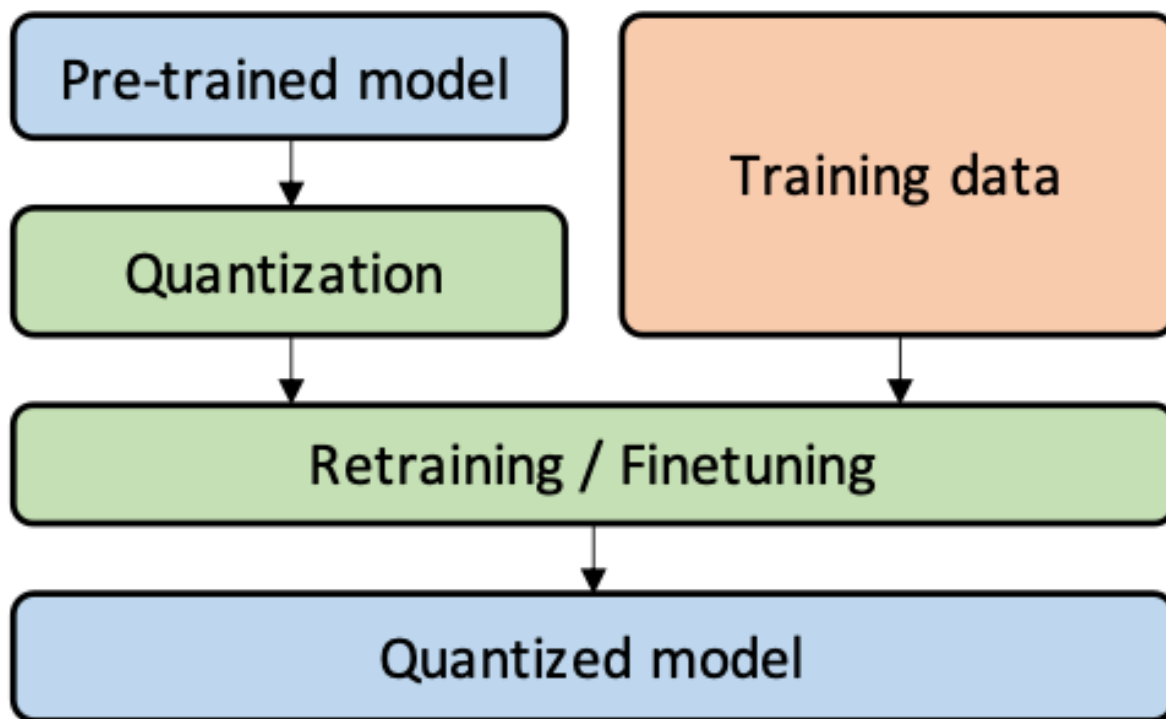 Pre-trained model
Training data
Quantization
Retraining / Finetuning
Quantized model